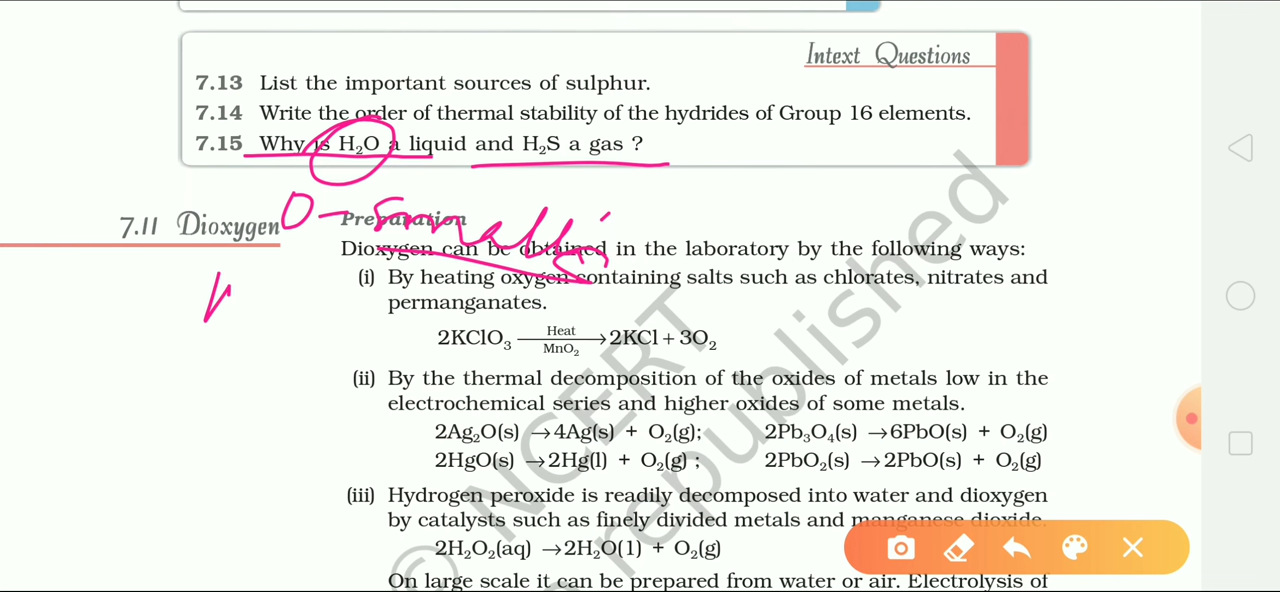 Intext Questions
7.13 List the important sources of sulphur.
7.14 Write the order of thermal stability of the hydrides of Group 16 elements.
7.15 Why is H₂O a liquid and H₂S a gas ?
O - small
7.11 Dioxygen
Preparation
Dioxygen can be obtained in the laboratory by the following ways:
(i) By heating oxygen containing salts such as chlorates, nitrates and
permanganates.
2KClO₃ Heat MnO₂ → 2KCl + 3O₂
(ii) By the thermal decomposition of the oxides of metals low in the
electrochemical series and higher oxides of some metals.
2Ag₂O(s) → 4Ag(s) + O₂(g); 2Pb₃O₄(s) → 6PbO(s) + O₂(g)
2HgO(s) → 2Hg(l) + O₂(g) ; 2PbO₂(s) → 2PbO(s) + O₂(g)
(iii) Hydrogen peroxide is readily decomposed into water and dioxygen
by catalysts such as finely divided metals and manganese dioxide.
2H₂O₂(aq) → 2H₂O(1) + O₂(g)
On large scale it can be prepared from water or air. Electrolysis of
© NCERT
republished